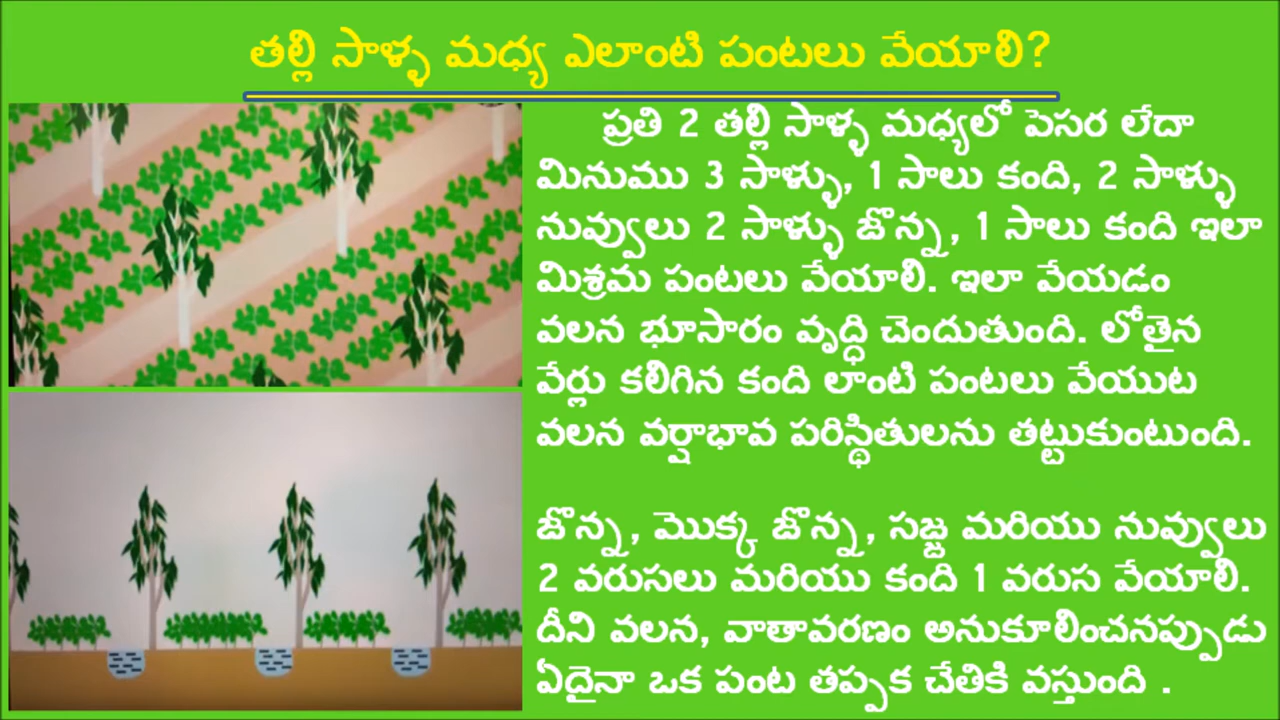 తల్లి సాళ్ళ మధ్య ఎలాంటి పంటలు వేయాలి?
ప్రతి 2 తల్లి సాళ్ళ మధ్యలో పెసర లేదా
మినుము 3 సాళ్ళు, 1 సాలు కంది, 2 సాళ్ళు
నువ్వులు 2 సాళ్ళు జొన్న, 1 సాలు కంది ఇలా
మిశ్రమ పంటలు వేయాలి. ఇలా వేయడం
వలన భూసారం వృద్ధి చెందుతుంది. లోతైన
వేర్లు కలిగిన కంది లాంటి పంటలు వేయుట
వలన వర్షాభావ పరిస్థితులను తట్టుకుంటుంది.
జొన్న, మొక్క జొన్న, సజ్జ మరియు నువ్వులు
2 వరుసలు మరియు కంది 1 వరుస వేయాలి.
దీని వలన, వాతావరణం అనుకూలించనప్పుడు
ఏదైనా ఒక పంట తప్పక చేతికి వస్తుంది .